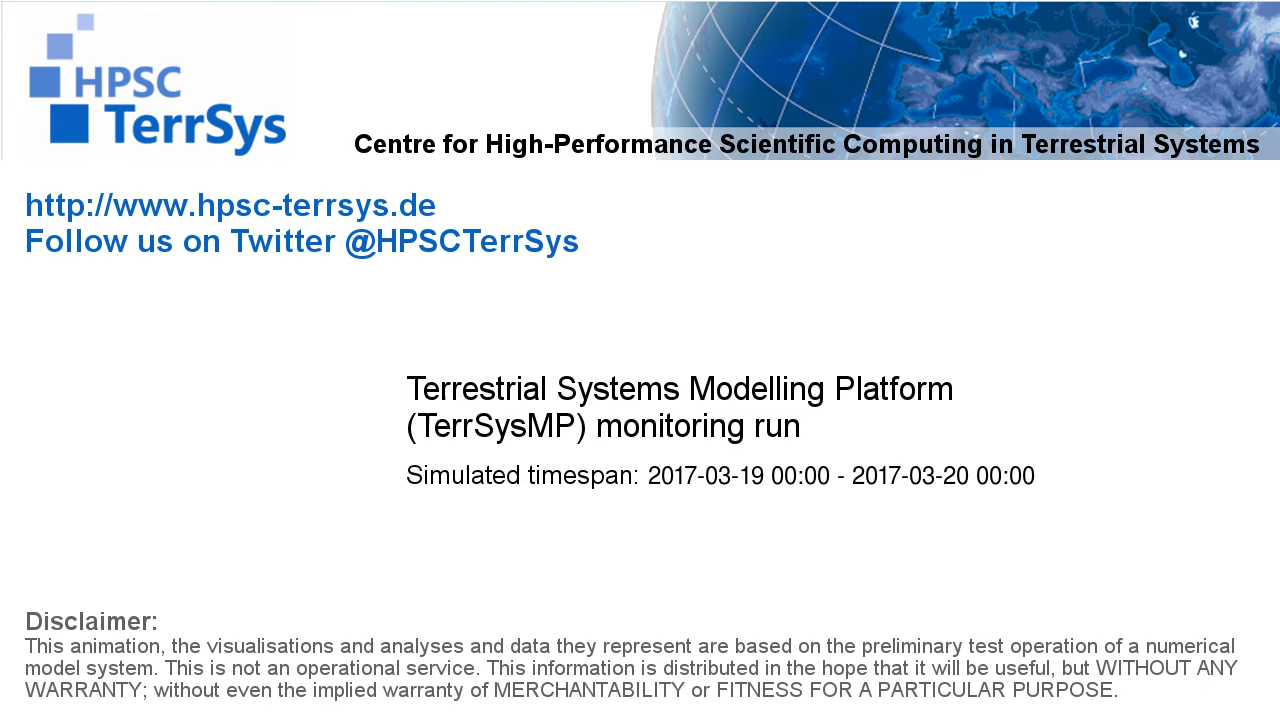 HPSC
TerrSys
Centre for High-Performance Scientific Computing in Terrestrial Systems
http://www.hpsc-terrsys.de
Follow us on Twitter @HPSCTerrSys
Terrestrial Systems Modelling Platform
(TerrSysMP) monitoring run
Simulated timespan: 2017-03-19 00:00 - 2017-03-20 00:00
Disclaimer:
This animation, the visualisations and analyses and data they represent are based on the preliminary test operation of a numerical
model system. This is not an operational service. This information is distributed in the hope that it will be useful, but WITHOUT ANY
WARRANTY; without even the implied warranty of MERCHANTABILITY or FITNESS FOR A PARTICULAR PURPOSE.